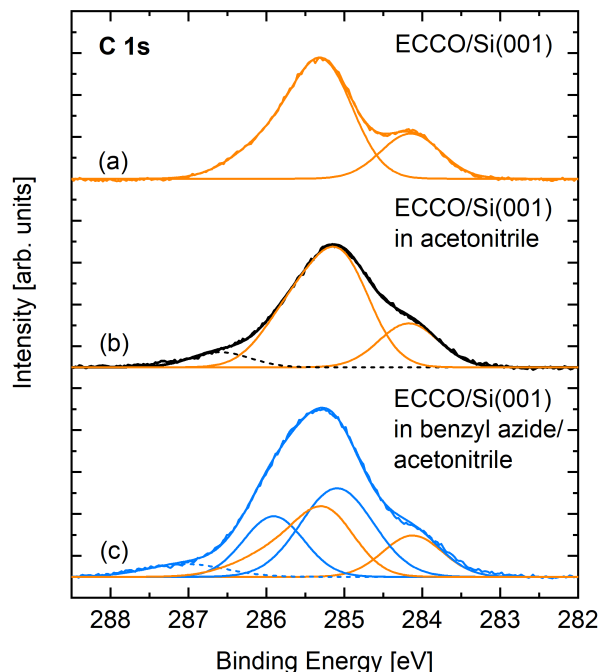 C 1s
ECCO/Si(001)
(a)
ECCO/Si(001)
in acetonitrile
(b)
ECCO/Si(001)
in benzyl azide/
acetonitrile
(c)
Intensity [arb. units]
288 287 286 285 284 283 282
Binding Energy [eV]